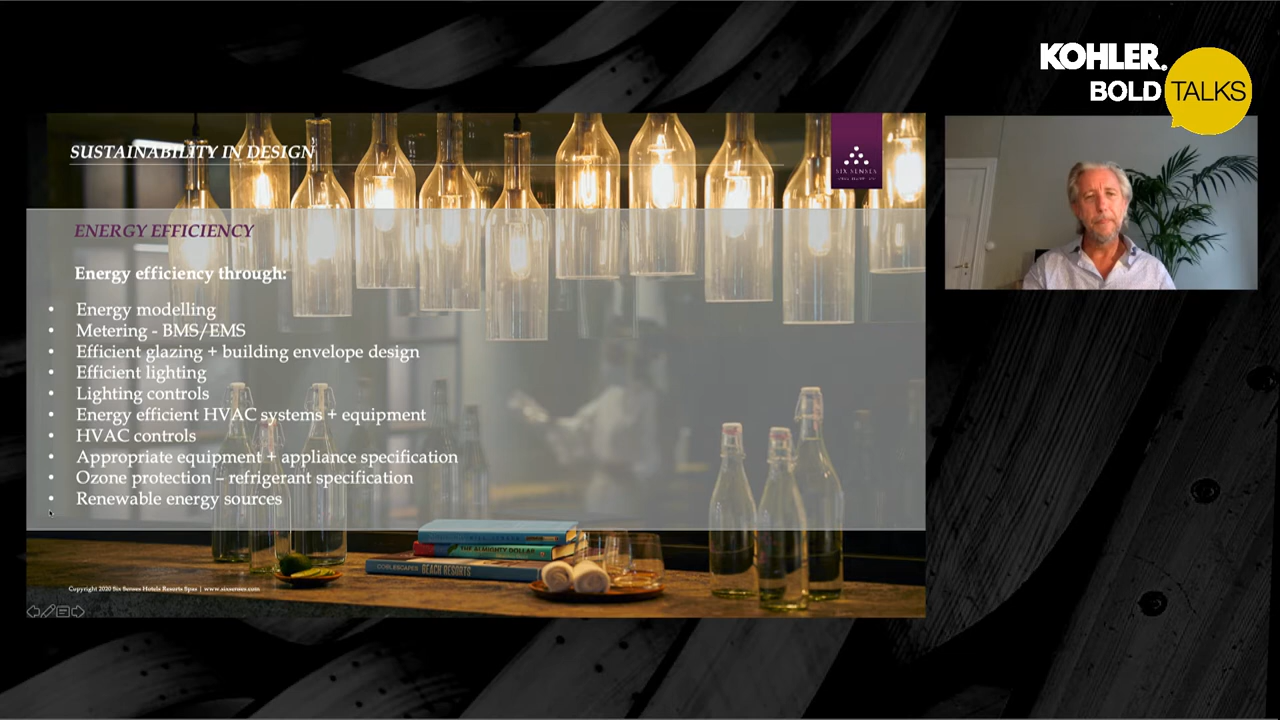 KOHLER.
BOLD TALKS
SUSTAINABILITY IN DESIGN
SIX SENSES
ENERGY EFFICIENCY
Energy efficiency through:
• Energy modelling
• Metering - BMS/EMS
• Efficient glazing + building envelope design
• Efficient lighting
• Lighting controls
• Energy efficient HVAC systems + equipment
• HVAC controls
• Appropriate equipment + appliance specification
• Ozone protection – refrigerant specification
• Renewable energy sources
THE ALMIGHTY DOLLAR
BEACH RESORTS
Copyright 2020 Six Senses Hotels Resorts Spas | www.sixsenses.com